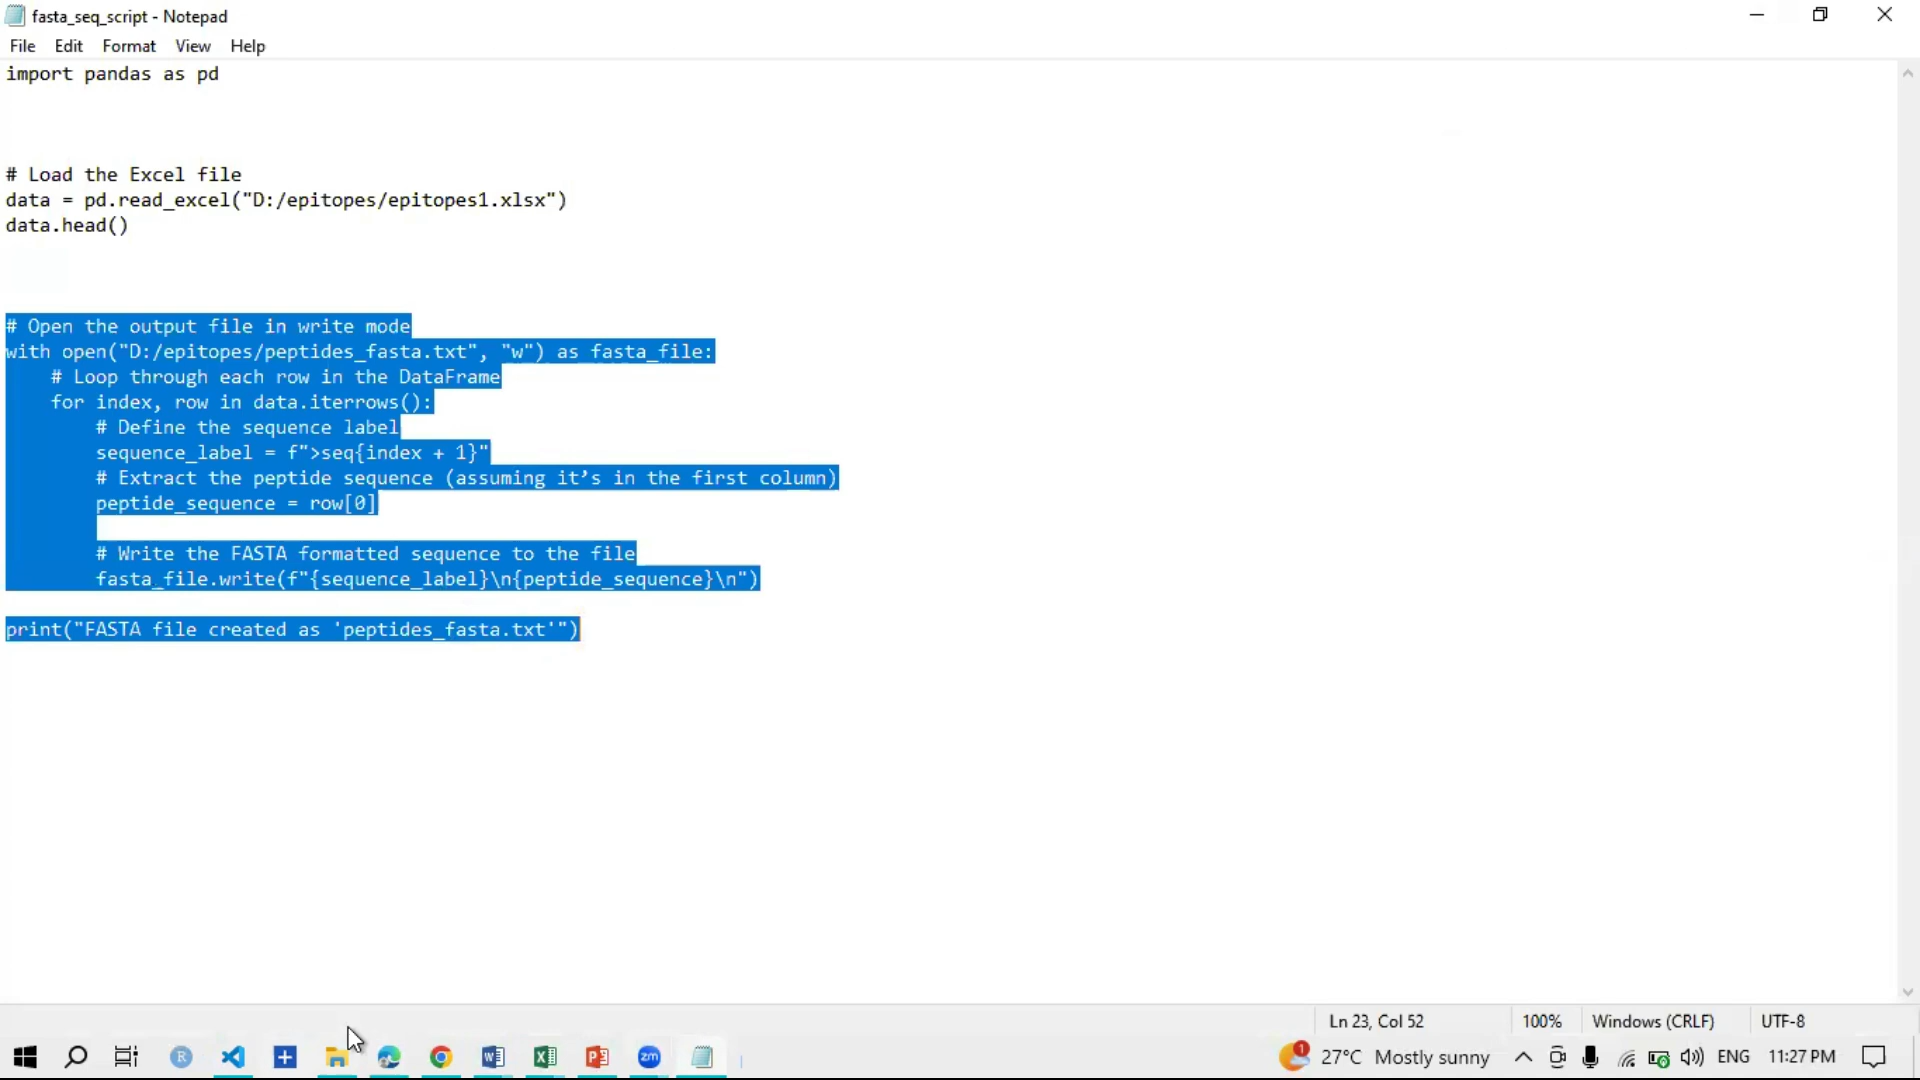 fasta_seq_script - Notepad
File Edit Format View Help
import pandas as pd
# Load the Excel file
data = pd.read_excel("D:/epitopes/epitopes1.xlsx")
data.head()
# Open the output file in write mode
with open("D:/epitopes/peptides_fasta.txt", "w") as fasta_file:
    # Loop through each row in the DataFrame
    for index, row in data.iterrows():
        # Define the sequence label
        sequence_label = f">seq{index + 1}"
        # Extract the peptide sequence (assuming it’s in the first column)
        peptide_sequence = row[0]
        # Write the FASTA formatted sequence to the file
        fasta_file.write(f"{sequence_label}\n{peptide_sequence}\n")
print("FASTA file created as 'peptides_fasta.txt'")
Ln 23, Col 52 100% Windows (CRLF) UTF-8
R zm 1 27°C Mostly sunny ENG 11:27 PM